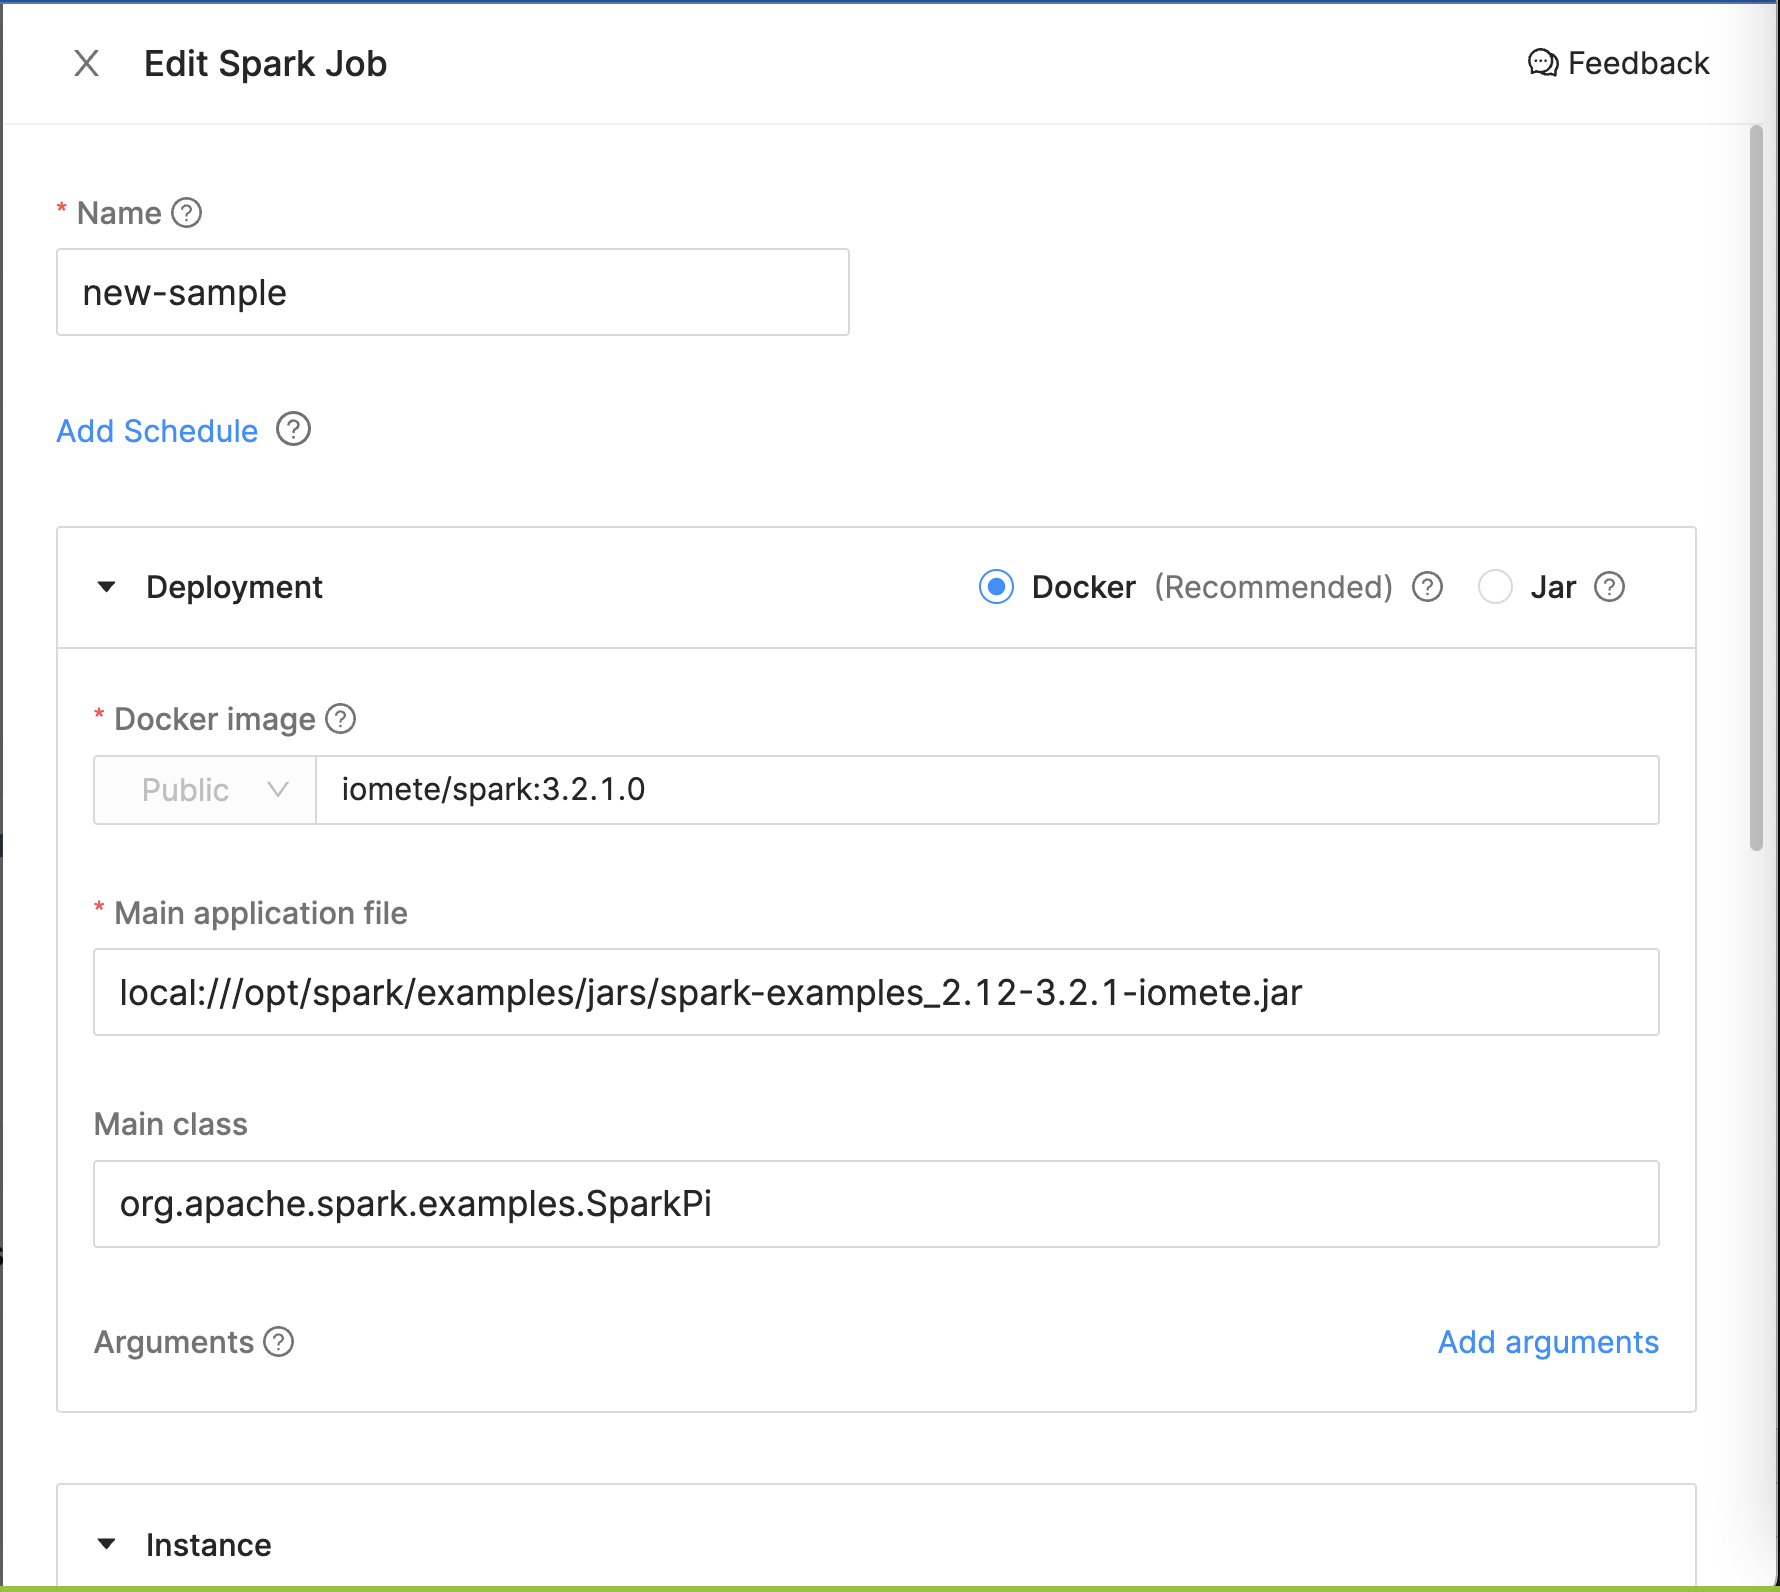 Edit Spark Job
Feedback
* Name
new-sample
Add Schedule
Deployment
Docker (Recommended)
Jar
* Docker image
Public
iomete/spark:3.2.1.0
* Main application file
local:///opt/spark/examples/jars/spark-examples_2.12-3.2.1-iomete.jar
Main class
org.apache.spark.examples.SparkPi
Arguments
Add arguments
Instance